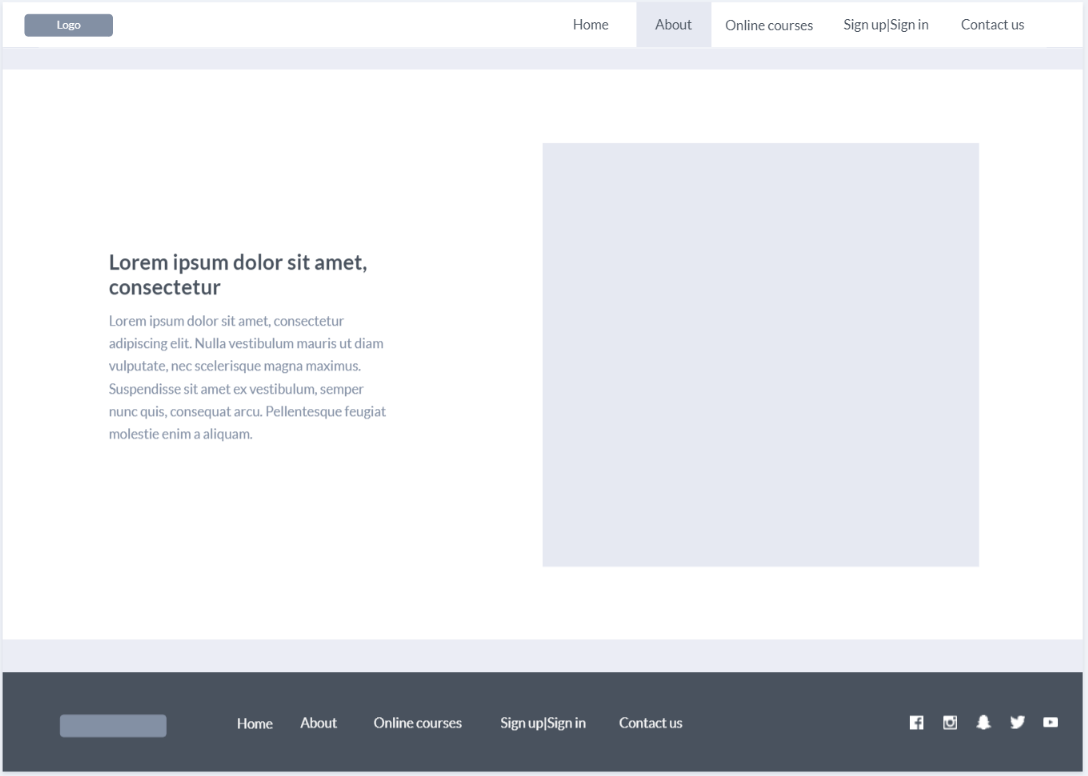 Logo
Home
About
Online courses
Sign up|Sign in
Contact us
Lorem ipsum dolor sit amet,
consectetur
Lorem ipsum dolor sit amet, consectetur
adipiscing elit. Nulla vestibulum mauris ut diam
vulputate, nec scelerisque magna maximus.
Suspendisse sit amet ex vestibulum, semper
nunc quis, consequat arcu. Pellentesque feugiat
molestie enim a aliquam.
Home
About
Online courses
Sign up|Sign in
Contact us